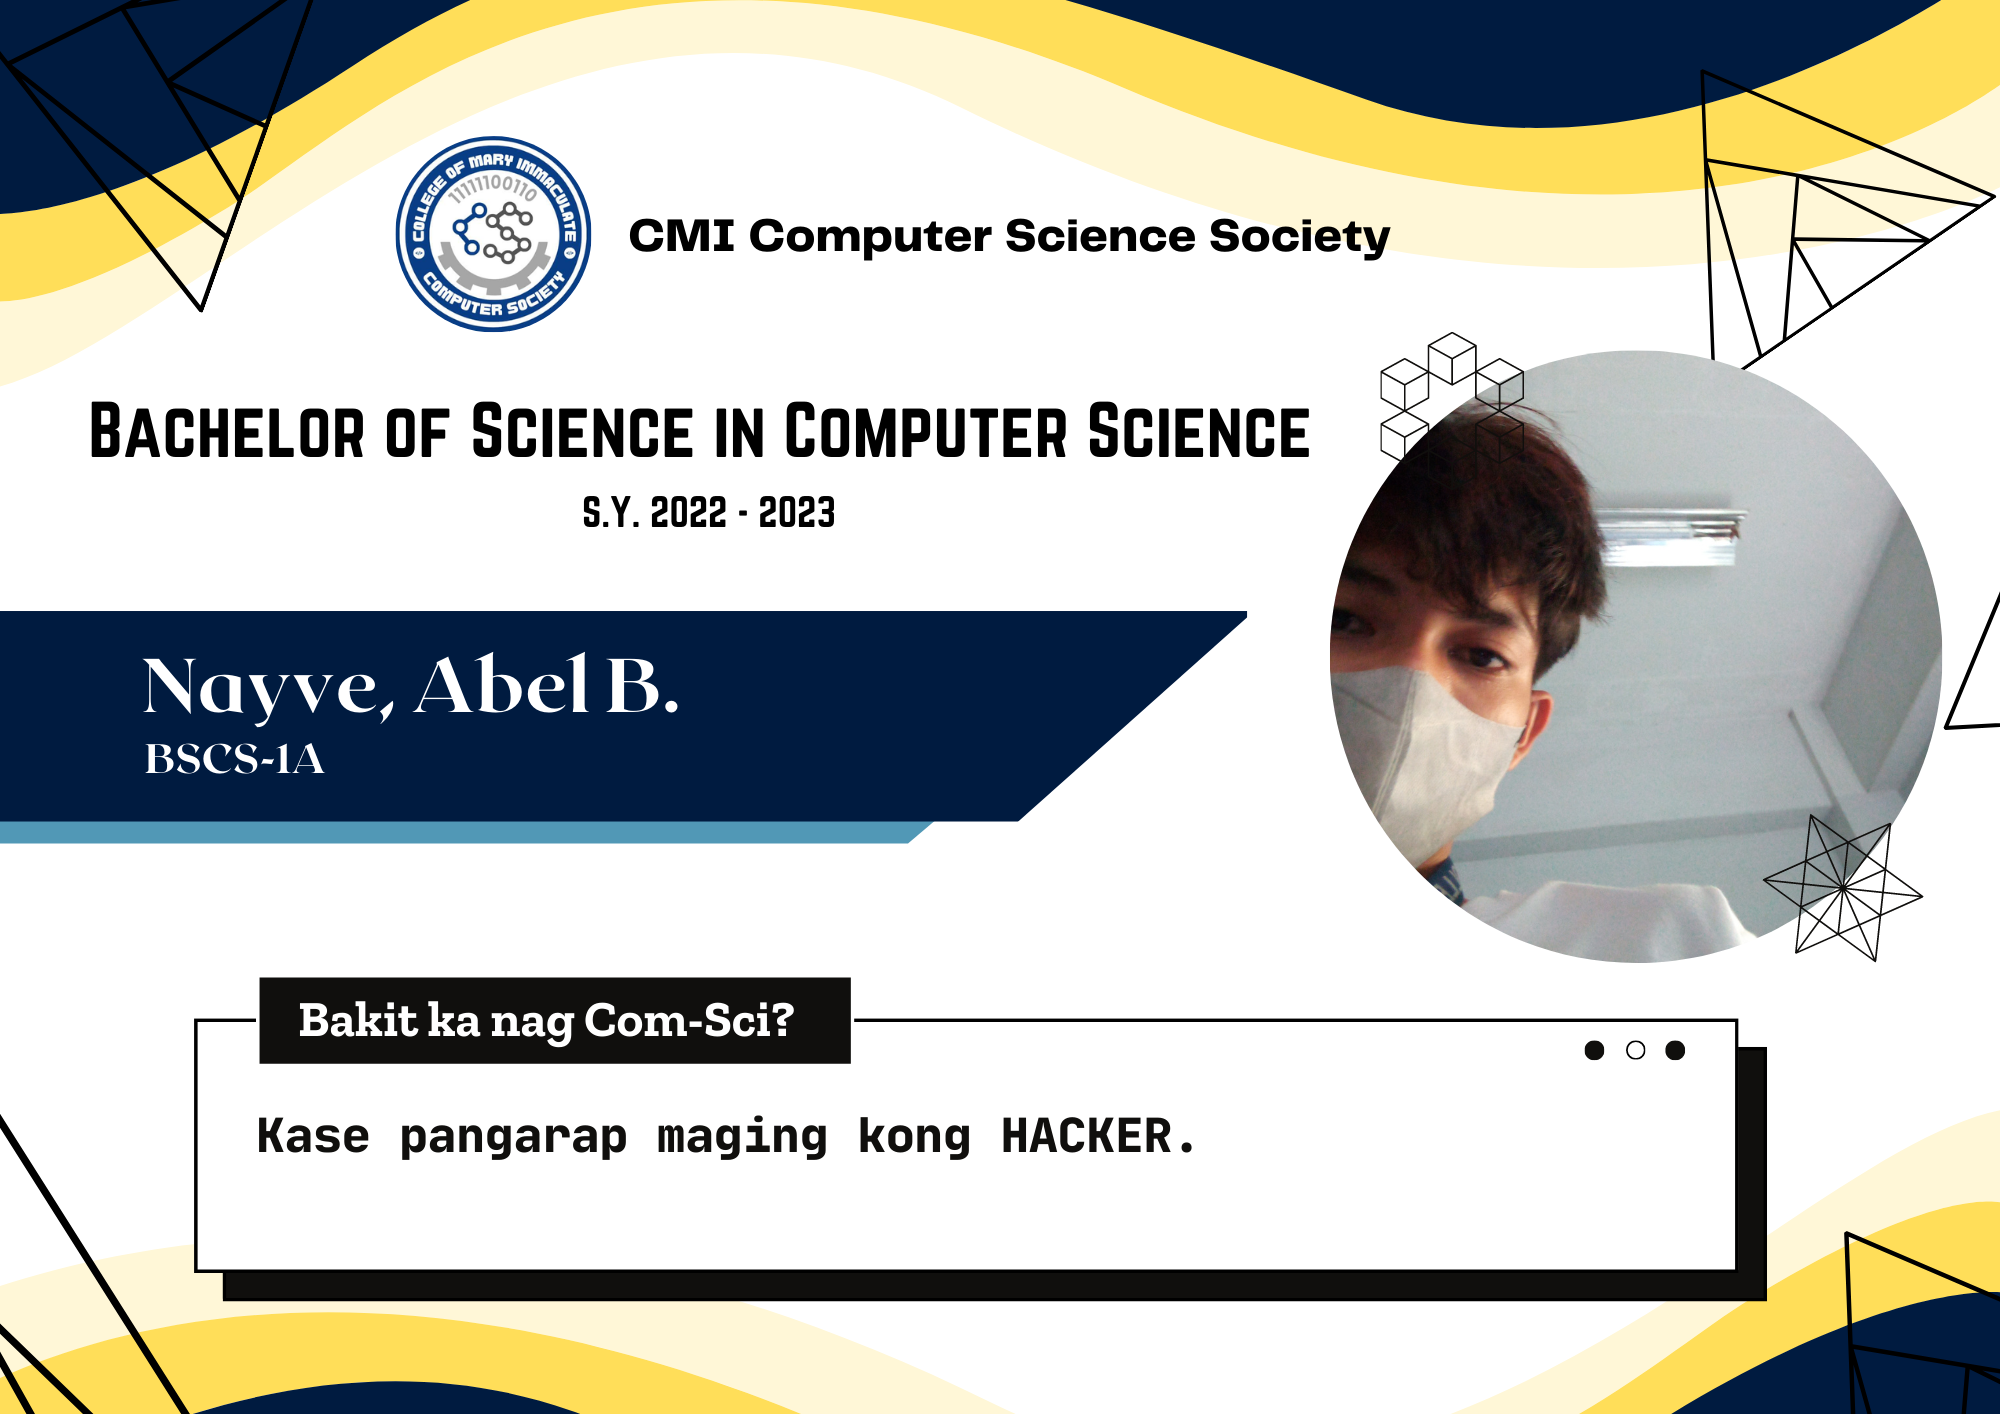 COLLEGE OF MARY IMMACULATE
11111100110
COMPUTER SOCIETY
CMI Computer Science Society
Bachelor of Science in Computer Science
S.Y. 2022 - 2023
Nayve, Abel B.
BSCS-1A
Bakit ka nag Com-Sci?
Kase pangarap maging kong HACKER.